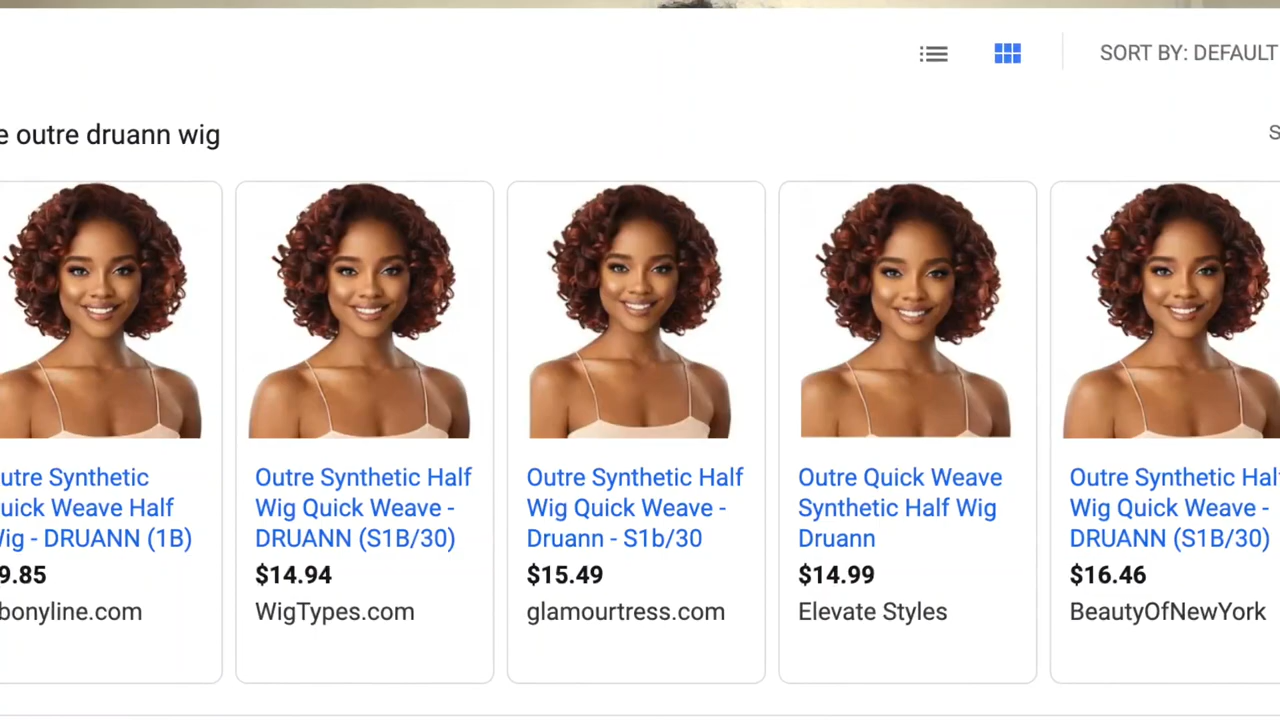 SORT BY: DEFAULT
e outre druann wig
S
utre Synthetic
uick Weave Half
ig - DRUANN (1B)
9.85
bonyline.com
Outre Synthetic Half
Wig Quick Weave -
DRUANN (S1B/30)
$14.94
WigTypes.com
Outre Synthetic Half
Wig Quick Weave -
Druann - S1b/30
$15.49
glamourtress.com
Outre Quick Weave
Synthetic Half Wig
Druann
$14.99
Elevate Styles
Outre Synthetic Half
Wig Quick Weave -
DRUANN (S1B/30)
$16.46
BeautyOfNewYork